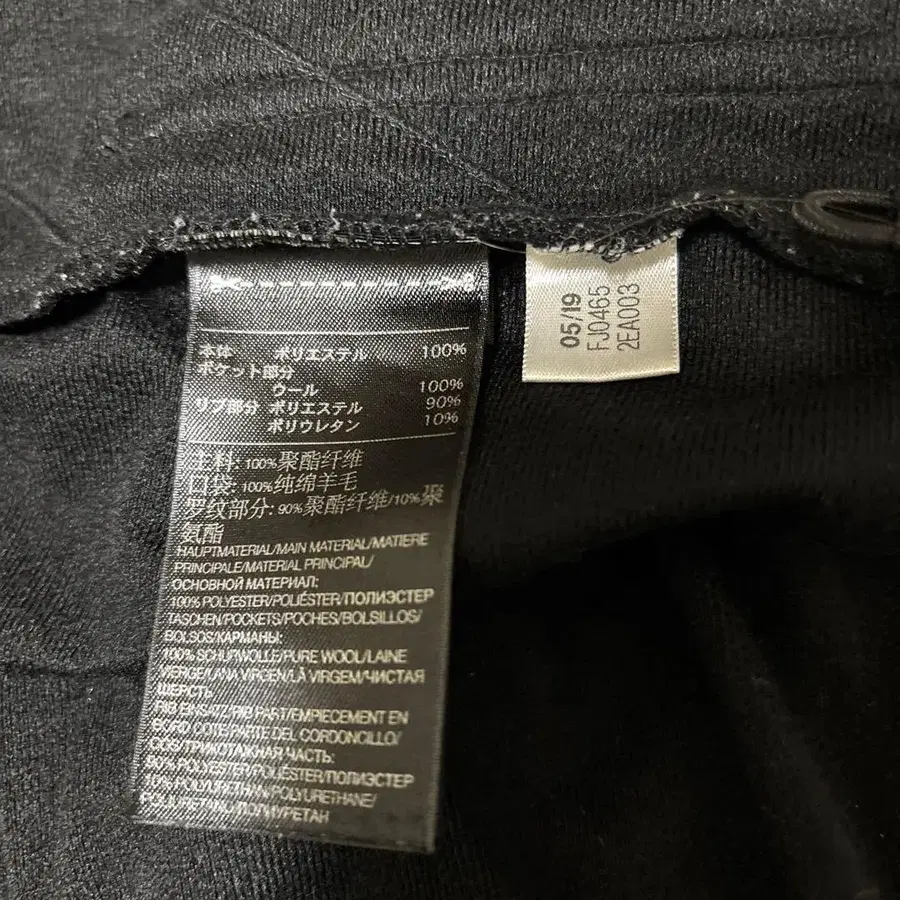 本体 ポリエステル 100%
ポケット部分
ウール 100%
リブ部分 ポリエステル 90%
ポリウレタン 10%
主料: 100%聚酯纤维
口袋: 100%纯绵羊毛
罗纹部分: 90%聚酯纤维/10%聚
氨酯
HAUPTMATERIAL/MAIN MATERIAL/MATIERE
PRINCIPALE/MATERIAL PRINCIPAL/
ОСНОВНОЙ МАТЕРИАЛ:
100% POLYESTER/POLIÉSTER/ПОЛИЭСТЕР
TASCHEN/POCKETS/POCHES/BOLSILLOS/
BOLSOS/КАРМАНЫ:
100% SCHURWOLLE/PURE WOOL/LAINE
VIERGE/LANA VIRGEN/LÃ VIRGEM/ЧИСТАЯ
ШЕРСТЬ
RIB EINSATZ/RIB PART/EMPIECEMENT EN
BORD COTE/PARTE DEL CORDONCILLO/
COS/ТРИКОТАЖНАЯ ЧАСТЬ:
90% POLYESTER/POLIÉSTER/ПОЛИЭСТЕР
10% POLYURETHAN/POLYURETHANE/
05/19
FJ0465
2EA003